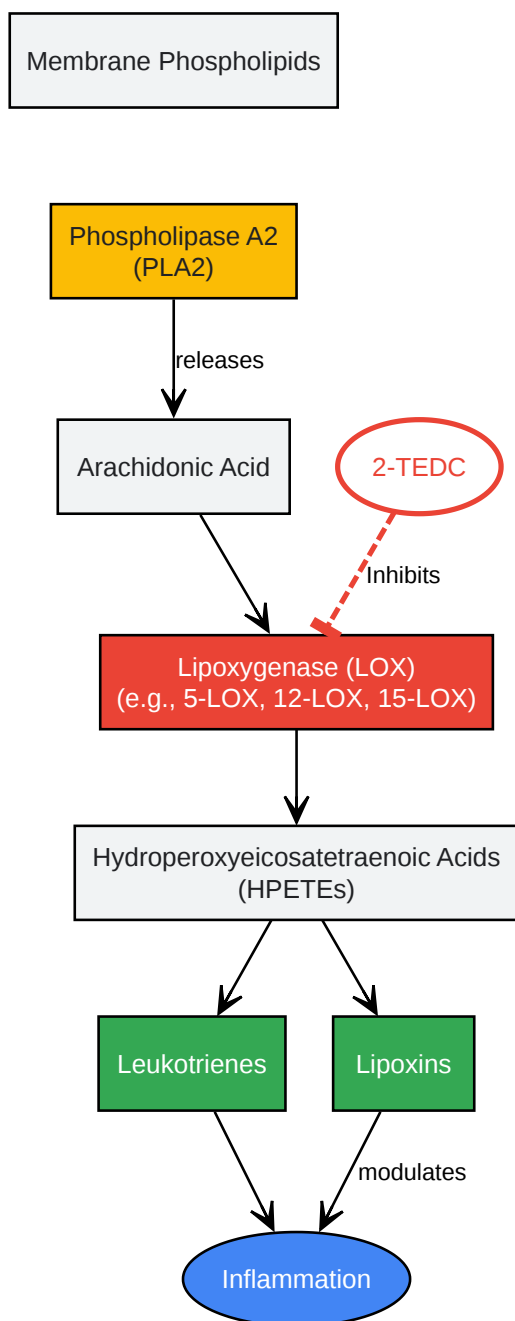 Membrane Phospholipids
Phospholipase A2
(PLA2)
releases
Arachidonic Acid
2-TEDC
Inhibits
Lipoxygenase (LOX)
(e.g., 5-LOX, 12-LOX, 15-LOX)
Hydroperoxyeicosatetraenoic Acids
(HPETEs)
Leukotrienes
Lipoxins
modulates
Inflammation